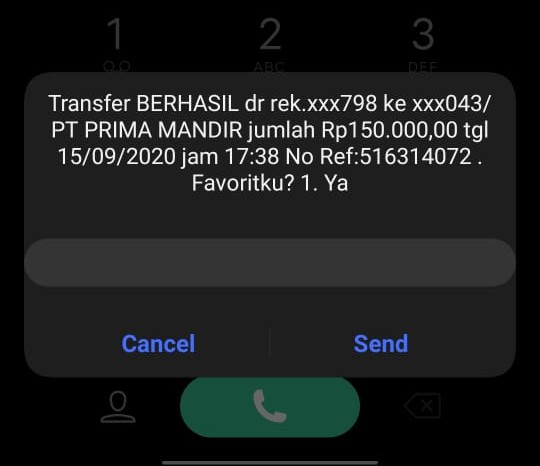 1 2 3
ABC DEF
Transfer BERHASIL dr rek.xxx798 ke xxx043/
PT PRIMA MANDIR jumlah Rp150.000,00 tgl
15/09/2020 jam 17:38 No Ref:516314072 .
Favoritku? 1. Ya
Cancel Send